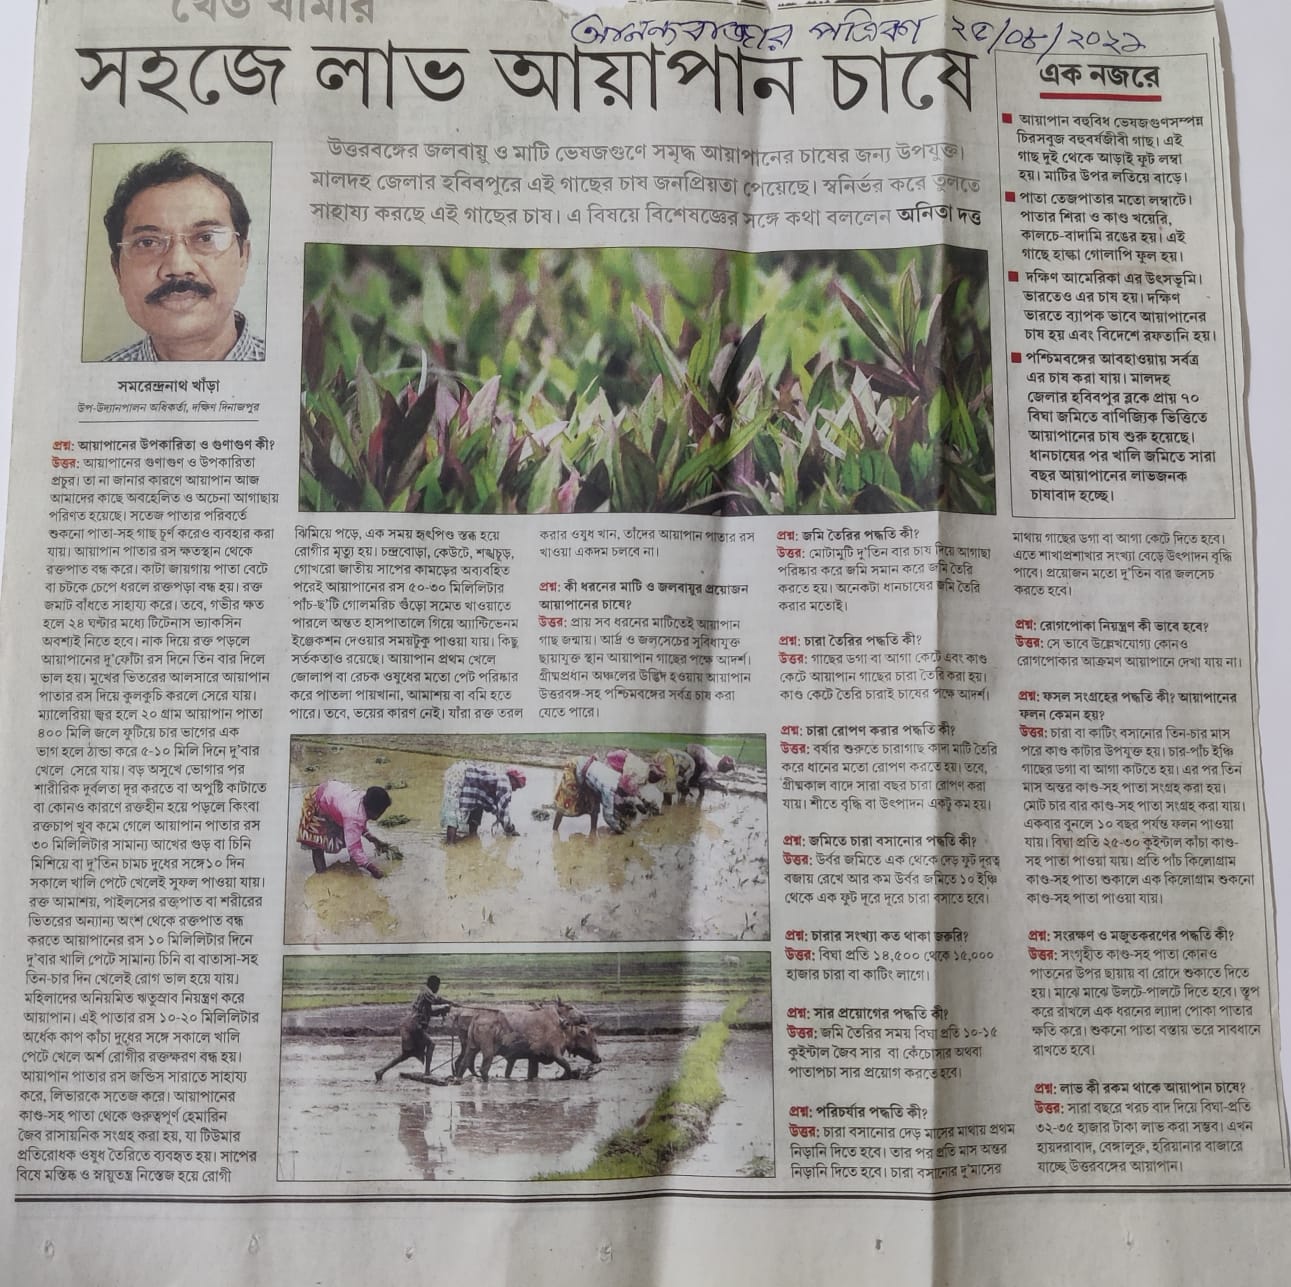 খেত খামার
আনন্দবাজার পত্রিকা ২৫/০৮/২০২১
সহজে লাভ আয়াপান চাষে
উত্তরবঙ্গের জলবায়ু ও মাটি ভেষজগুণে সমৃদ্ধ আয়াপানের চাষের জন্য উপযুক্ত।
মালদহ জেলার হবিবপুরে এই গাছের চাষ জনপ্রিয়তা পেয়েছে। স্বনির্ভর করে তুলতে
সাহায্য করছে এই গাছের চাষ। এ বিষয়ে বিশেষজ্ঞের সঙ্গে কথা বললেন অনিতা দত্ত
সমরেন্দ্রনাথ খাঁড়া
উপ-উদ্যানপালন অধিকর্তা, দক্ষিণ দিনাজপুর
প্রশ্ন: আয়াপানের উপকারিতা ও গুণাগুণ কী?
উত্তর: আয়াপানের গুণাগুণ ও উপকারিতা
প্রচুর। তা না জানার কারণে আয়াপান আজ
আমাদের কাছে অবহেলিত ও অচেনা আগাছায়
পরিণত হয়েছে। সতেজ পাতার পরিবর্তে
শুকনো পাতা-সহ গাছ চূর্ণ করেও ব্যবহার করা
যায়। আয়াপান পাতার রস ক্ষতস্থান থেকে
রক্তপাত বন্ধ করে। কাটা জায়গায় পাতা বেটে
বা চটকে চেপে ধরলে রক্তপড়া বন্ধ হয়। রক্ত
জমাট বাঁধতে সাহায্য করে। তবে, গভীর ক্ষত
হলে ২৪ ঘণ্টার মধ্যে টিটেনাস ভ্যাকসিন
অবশ্যই নিতে হবে। নাক দিয়ে রক্ত পড়লে
আয়াপানের দু'ফোঁটা রস দিনে তিন বার দিলে
ভাল হয়। মুখের ভিতরের আলসারে আয়াপান
পাতার রস দিয়ে কুলকুচি করলে সেরে যায়।
ম্যালেরিয়া জ্বর হলে ২০ গ্রাম আয়াপান পাতা
৪০০ মিলি জলে ফুটিয়ে চার ভাগের এক
ভাগ হলে ঠান্ডা করে ৫-১০ মিলি দিনে দু'বার
খেলে সেরে যায়। বড় অসুখে ভোগার পর
শারীরিক দুর্বলতা দূর করতে বা অপুষ্টি কাটাতে
বা কোনও কারণে রক্তহীন হয়ে পড়লে কিংবা
রক্তচাপ খুব কমে গেলে আয়াপান পাতার রস
৩০ মিলিলিটার সামান্য আখের গুড় বা চিনি
মিশিয়ে বা দু'তিন চামচ দুধের সঙ্গে ১০ দিন
সকালে খালি পেটে খেলেই সুফল পাওয়া যায়।
রক্ত আমাশয়, পাইলসের রক্তপাত বা শরীরের
ভিতরের অন্যান্য অংশ থেকে রক্তপাত বন্ধ
করতে আয়াপানের রস ১০ মিলিলিটার দিনে
দু'বার খালি পেটে সামান্য চিনি বা বাতাসা-সহ
তিন-চার দিন খেলেই রোগ ভাল হয়ে যায়।
মহিলাদের অনিয়মিত ঋতুস্রাব নিয়ন্ত্রণ করে
আয়াপান। এই পাতার রস ১০-২০ মিলিলিটার
অর্ধেক কাপ কাঁচা দুধের সঙ্গে সকালে খালি
পেটে খেলে অর্শ রোগীর রক্তক্ষরণ বন্ধ হয়।
আয়াপান পাতার রস জন্ডিস সারাতে সাহায্য
করে, লিভারকে সতেজ করে। আয়াপানের
কাণ্ড-সহ পাতা থেকে গুরুত্বপূর্ণ হেমারিন
জৈব রাসায়নিক সংগ্রহ করা হয়, যা টিউমার
প্রতিরোধক ওষুধ তৈরিতে ব্যবহৃত হয়। সাপের
বিষে মস্তিষ্ক ও স্নায়ুতন্ত্র নিস্তেজ হয়ে রোগী
ঝিমিয়ে পড়ে, এক সময় হৃৎপিণ্ড স্তব্ধ হয়ে
রোগীর মৃত্যু হয়। চন্দ্রবোড়া, কেউটে, শঙ্খচূড়,
গোখরো জাতীয় সাপের কামড়ের অব্যবহিত
পরেই আয়াপানের রস ৫০-৩০ মিলিলিটার
পাঁচ-ছ'টি গোলমরিচ গুঁড়ো সমেত খাওয়াতে
পারলে অন্তত হাসপাতালে গিয়ে অ্যান্টিভেনম
ইঞ্জেকশন দেওয়ার সময়টুকু পাওয়া যায়। কিছু
সর্তকতাও রয়েছে। আয়াপান প্রথম খেলে
জোলাপ বা রেচক ওষুধের মতো পেট পরিষ্কার
করে পাতলা পায়খানা, আমাশয় বা বমি হতে
পারে। তবে, ভয়ের কারণ নেই। যাঁরা রক্ত তরল
করার ওষুধ খান, তাঁদের আয়াপান পাতার রস
খাওয়া একদম চলবে না।
প্রশ্ন: কী ধরনের মাটি ও জলবায়ুর প্রয়োজন
আয়াপানের চাষে?
উত্তর: প্রায় সব ধরনের মাটিতেই আয়াপান
গাছ জন্মায়। আর্দ্র ও জলসেচের সুবিধাযুক্ত
ছায়াযুক্ত স্থান আয়াপান গাছের পক্ষে আদর্শ।
গ্রীষ্মপ্রধান অঞ্চলের উদ্ভিদ হওয়ায় আয়াপান
উত্তরবঙ্গ-সহ পশ্চিমবঙ্গের সর্বত্র চাষ করা
যেতে পারে।
প্রশ্ন: জমি তৈরির পদ্ধতি কী?
উত্তর: মোটামুটি দু'তিন বার চাষ দিয়ে আগাছা
পরিষ্কার করে জমি সমান করে জমি তৈরি
করতে হয়। অনেকটা ধানচাষের জমি তৈরি
করার মতোই।
প্রশ্ন: চারা তৈরির পদ্ধতি কী?
উত্তর: গাছের ডগা বা আগা কেটে এবং কাণ্ড
কেটে আয়াপান গাছের চারা তৈরি করা হয়।
কাণ্ড কেটে তৈরি চারাই চাষের পক্ষে আদর্শ।
প্রশ্ন: চারা রোপণ করার পদ্ধতি কী?
উত্তর: বর্ষার শুরুতে চারাগাছ কাদা মাটি তৈরি
করে ধানের মতো রোপণ করতে হয়। তবে,
গ্রীষ্মকাল বাদে সারা বছর চারা রোপণ করা
যায়। শীতে বৃদ্ধি বা উৎপাদন একটু কম হয়।
প্রশ্ন: জমিতে চারা বসানোর পদ্ধতি কী?
উত্তর: উর্বর জমিতে এক থেকে দেড় ফুট দূরত্ব
বজায় রেখে আর কম উর্বর জমিতে ১০ ইঞ্চি
থেকে এক ফুট দূরে দূরে চারা বসাতে হবে।
প্রশ্ন: চারার সংখ্যা কত থাকা জরুরি?
উত্তর: বিঘা প্রতি ১৪,৫০০ থেকে ১৫,০০০
হাজার চারা বা কাটিং লাগে।
প্রশ্ন: সার প্রয়োগের পদ্ধতি কী?
উত্তর: জমি তৈরির সময় বিঘা প্রতি ১০-১৫
কুইন্টাল জৈব সার বা কেঁচোসার অথবা
পাতাপচা সার প্রয়োগ করতে হবে।
প্রশ্ন: পরিচর্যার পদ্ধতি কী?
উত্তর: চারা বসানোর দেড় মাসের মাথায় প্রথম
নিড়ানি দিতে হবে। তার পর প্রতি মাস অন্তর
নিড়ানি দিতে হবে। চারা বসানোর দু'মাসের
মাথায় গাছের ডগা বা আগা কেটে দিতে হবে।
এতে শাখাপ্রশাখার সংখ্যা বেড়ে উৎপাদন বৃদ্ধি
পাবে। প্রয়োজন মতো দু'তিন বার জলসেচ
করতে হবে।
প্রশ্ন: রোগপোকা নিয়ন্ত্রণ কী ভাবে হবে?
উত্তর: সে ভাবে উল্লেখযোগ্য কোনও
রোগপোকার আক্রমণ আয়াপানে দেখা যায় না।
প্রশ্ন: ফসল সংগ্রহের পদ্ধতি কী? আয়াপানের
ফলন কেমন হয়?
উত্তর: চারা বা কাটিং বসানোর তিন-চার মাস
পরে কাণ্ড কাটার উপযুক্ত হয়। চার-পাঁচ ইঞ্চি
গাছের ডগা বা আগা কাটতে হয়। এর পর তিন
মাস অন্তর কাণ্ড-সহ পাতা সংগ্রহ করা হয়।
মোট চার বার কাণ্ড-সহ পাতা সংগ্রহ করা যায়।
একবার বুনলে ১০ বছর পর্যন্ত ফলন পাওয়া
যায়। বিঘা প্রতি ২৫-৩০ কুইন্টাল কাঁচা কাণ্ড-
সহ পাতা পাওয়া যায়। প্রতি পাঁচ কিলোগ্রাম
কাণ্ড-সহ পাতা শুকালে এক কিলোগ্রাম শুকনো
কাণ্ড-সহ পাতা পাওয়া যায়।
প্রশ্ন: সংরক্ষণ ও মজুতকরণের পদ্ধতি কী?
উত্তর: সংগৃহীত কাণ্ড-সহ পাতা কোনও
পাতনের উপর ছায়ায় বা রোদে শুকাতে দিতে
হয়। মাঝে মাঝে উলটে-পালটে দিতে হবে। স্তূপ
করে রাখলে এক ধরনের ল্যাদা পোকা পাতার
ক্ষতি করে। শুকনো পাতা বস্তায় ভরে সাবধানে
রাখতে হবে।
প্রশ্ন: লাভ কী রকম থাকে আয়াপান চাষে?
উত্তর: সারা বছরে খরচ বাদ দিয়ে বিঘা-প্রতি
৩২-৩৫ হাজার টাকা লাভ করা সম্ভব। এখন
হায়দরাবাদ, বেঙ্গালুরু, হরিয়ানার বাজারে
যাচ্ছে উত্তরবঙ্গের আয়াপান।
এক নজরে
আয়াপান বহুবিধ ভেষজগুণসম্পন্ন
চিরসবুজ বহুবর্ষজীবী গাছ। এই
গাছ দুই থেকে আড়াই ফুট লম্বা
হয়। মাটির উপর লতিয়ে বাড়ে।
পাতা তেজপাতার মতো লম্বাটে।
পাতার শিরা ও কাণ্ড খয়েরি,
কালচে-বাদামি রঙের হয়। এই
গাছে হাল্কা গোলাপি ফুল হয়।
দক্ষিণ আমেরিকা এর উৎসভূমি।
ভারতেও এর চাষ হয়। দক্ষিণ
ভারতে ব্যাপক ভাবে আয়াপানের
চাষ হয় এবং বিদেশে রফতানি হয়।
পশ্চিমবঙ্গের আবহাওয়ায় সর্বত্র
এর চাষ করা যায়। মালদহ
জেলার হবিবপুর ব্লকে প্রায় ৭০
বিঘা জমিতে বাণিজ্যিক ভিত্তিতে
আয়াপানের চাষ শুরু হয়েছে।
ধানচাষের পর খালি জমিতে সারা
বছর আয়াপানের লাভজনক
চাষাবাদ হচ্ছে।